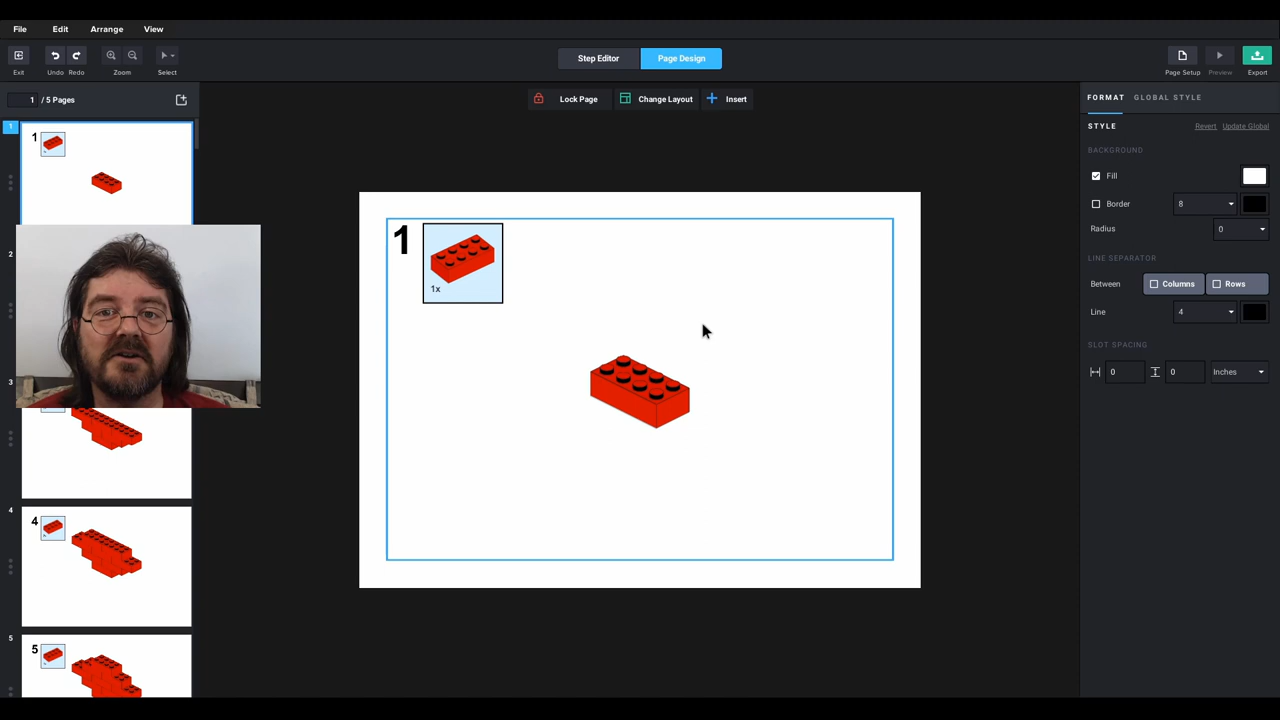 File Edit Arrange View
Exit Undo Redo Zoom Select
Step Editor Page Design
Page Setup Preview Export
1 / 5 Pages
Lock Page Change Layout Insert
FORMAT GLOBAL STYLE
STYLE Revert Update Global
BACKGROUND
Fill
Border 8
Radius 0
LINE SEPARATOR
Between Columns Rows
Line 4
SLOT SPACING
0 0 Inches
1
1
2
3
4
4
5
5
1
1x